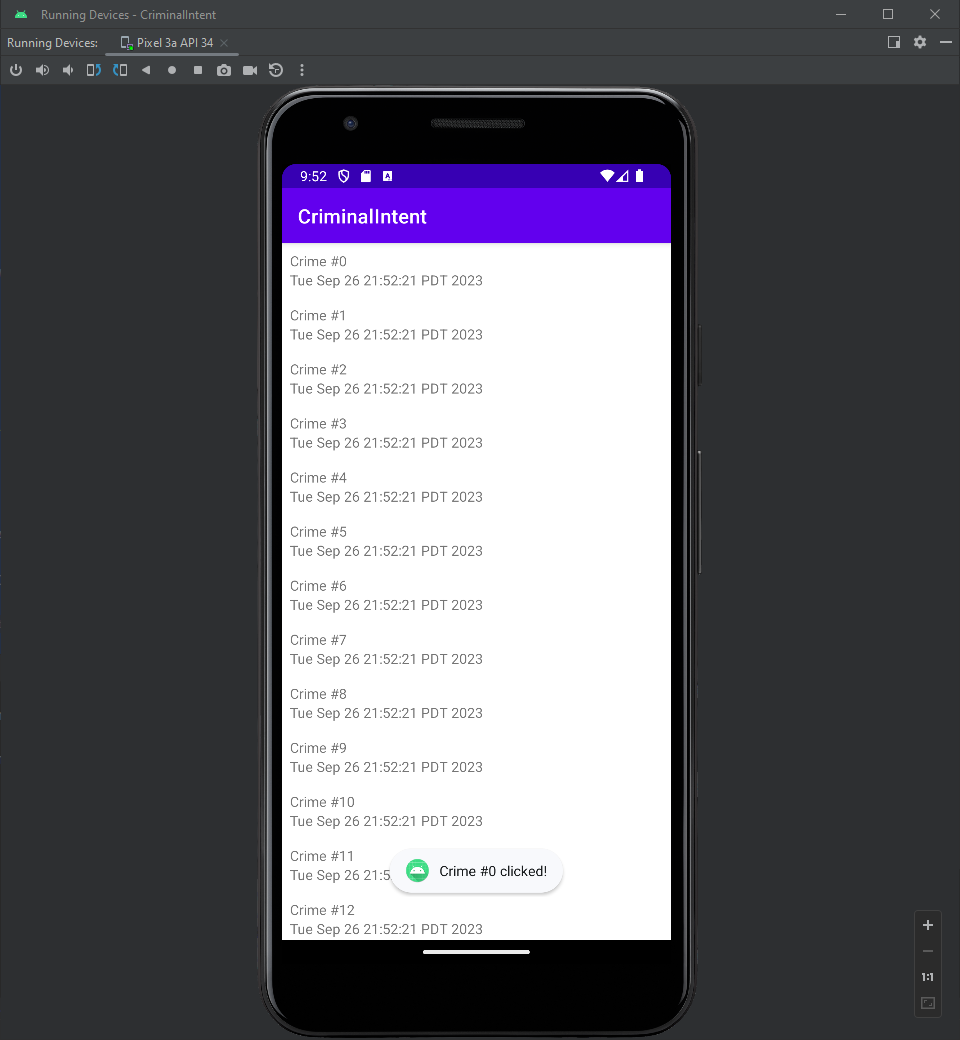 Running Devices - CriminalIntent
Running Devices: Pixel 3a API 34
9:52 A
CriminalIntent
Crime #0
Tue Sep 26 21:52:21 PDT 2023
Crime #1
Tue Sep 26 21:52:21 PDT 2023
Crime #2
Tue Sep 26 21:52:21 PDT 2023
Crime #3
Tue Sep 26 21:52:21 PDT 2023
Crime #4
Tue Sep 26 21:52:21 PDT 2023
Crime #5
Tue Sep 26 21:52:21 PDT 2023
Crime #6
Tue Sep 26 21:52:21 PDT 2023
Crime #7
Tue Sep 26 21:52:21 PDT 2023
Crime #8
Tue Sep 26 21:52:21 PDT 2023
Crime #9
Tue Sep 26 21:52:21 PDT 2023
Crime #10
Tue Sep 26 21:52:21 PDT 2023
Crime #11
Tue Sep 26 21:5
Crime #0 clicked!
Crime #12
Tue Sep 26 21:52:21 PDT 2023
1:1